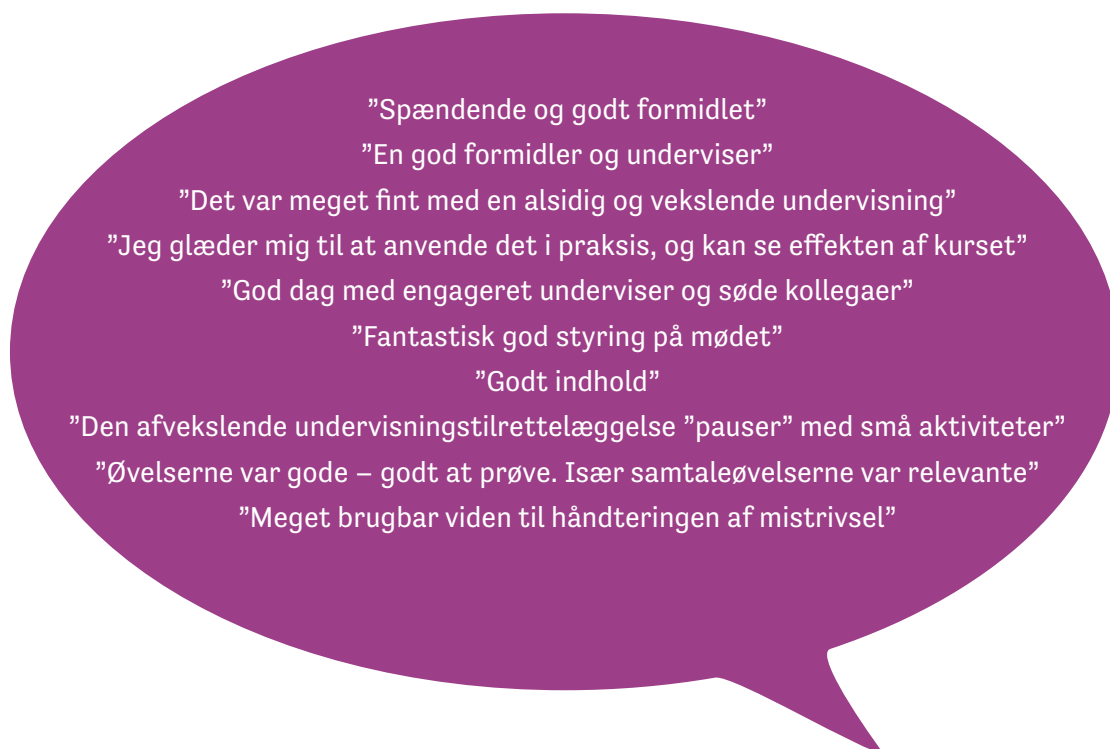 ”Spændende og godt formidlet”
”En god formidler og underviser”
”Det var meget fint med en alsidig og vekslende undervisning”
”Jeg glæder mig til at anvende det i praksis, og kan se effekten af kurset”
”God dag med engageret underviser og søde kollegaer”
”Fantastisk god styring på mødet”
”Godt indhold”
”Den afvekslende undervisningstilrettelæggelse ”pauser” med små aktiviteter”
”Øvelserne var gode – godt at prøve. Især samtaleøvelserne var relevante”
”Meget brugbar viden til håndteringen af mistrivsel”